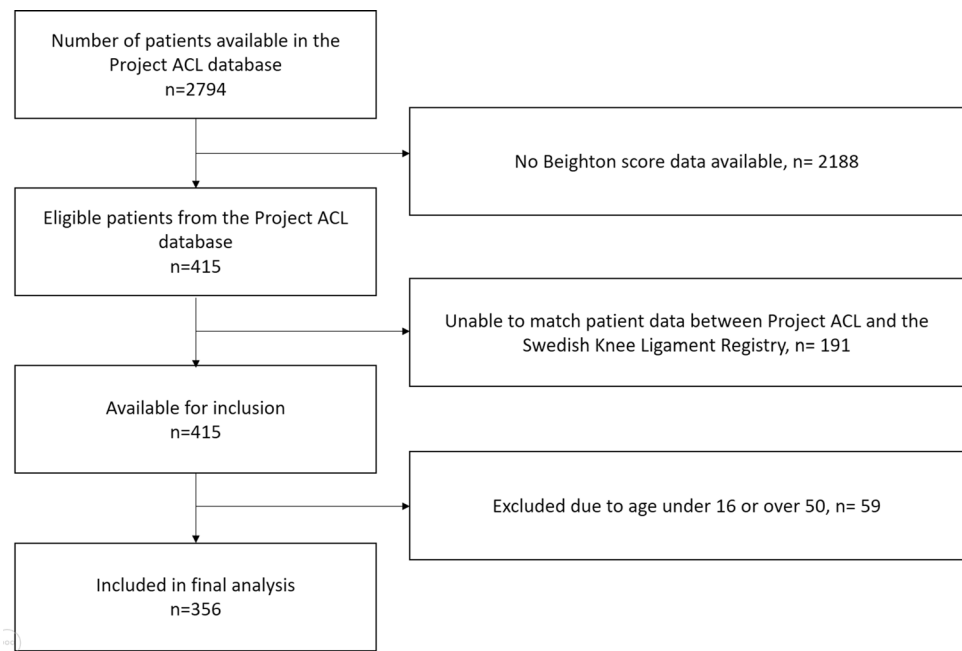 Number of patients available in the
Project ACL database
n=2794
No Beighton score data available, n= 2188
Eligible patients from the Project ACL
database
n=415
Unable to match patient data between Project ACL and the
Swedish Knee Ligament Registry, n= 191
Available for inclusion
n=415
Excluded due to age under 16 or over 50, n= 59
Included in final analysis
n=356